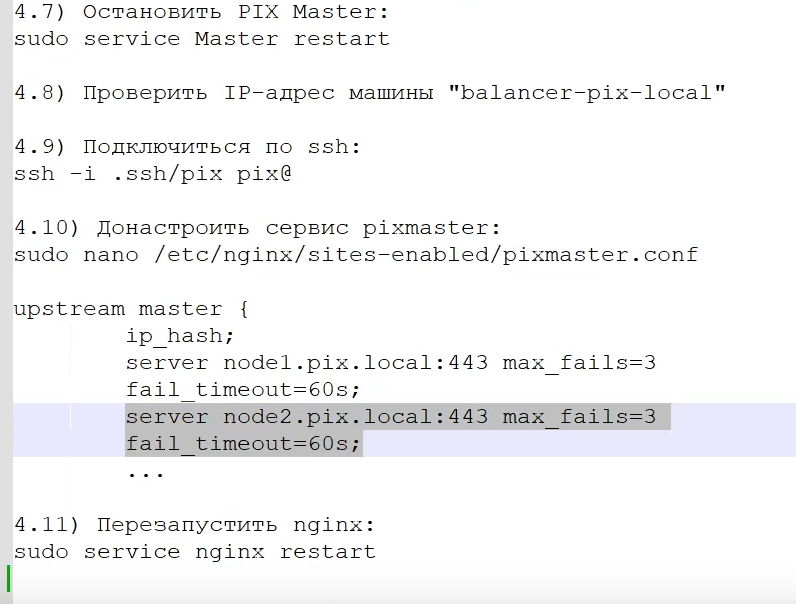 4.7) Остановить PIX Master:
sudo service Master restart
4.8) Проверить IP-адрес машины "balancer-pix-local"
4.9) Подключиться по ssh:
ssh -i .ssh/pix pix@
4.10) Донастроить сервис pixmaster:
sudo nano /etc/nginx/sites-enabled/pixmaster.conf
upstream master {
ip_hash;
server node1.pix.local:443 max_fails=3
fail_timeout=60s;
server node2.pix.local:443 max_fails=3
fail_timeout=60s;
...
4.11) Перезапустить nginx:
sudo service nginx restart